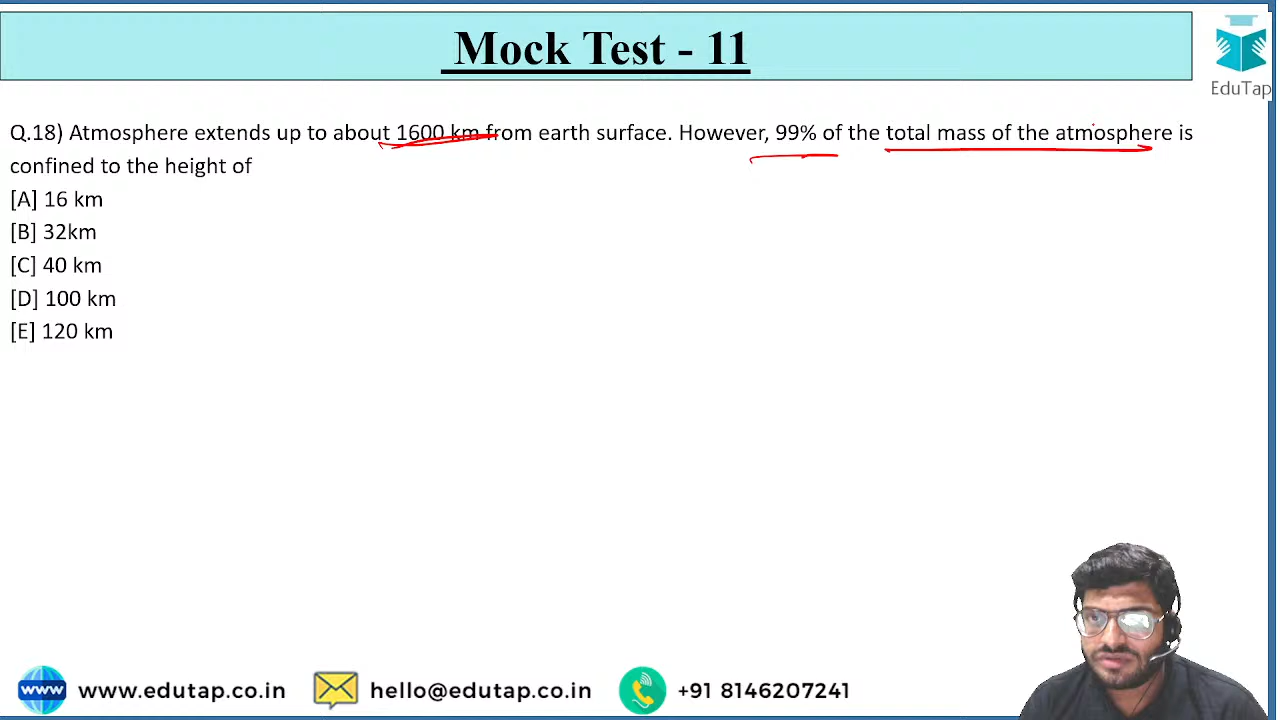 Mock Test - 11
EduTap
Q.18) Atmosphere extends up to about 1600 km from earth surface. However, 99% of the total mass of the atmosphere is
confined to the height of
[A] 16 km
[B] 32km
[C] 40 km
[D] 100 km
[E] 120 km
www www.edutap.co.in hello@edutap.co.in +91 8146207241